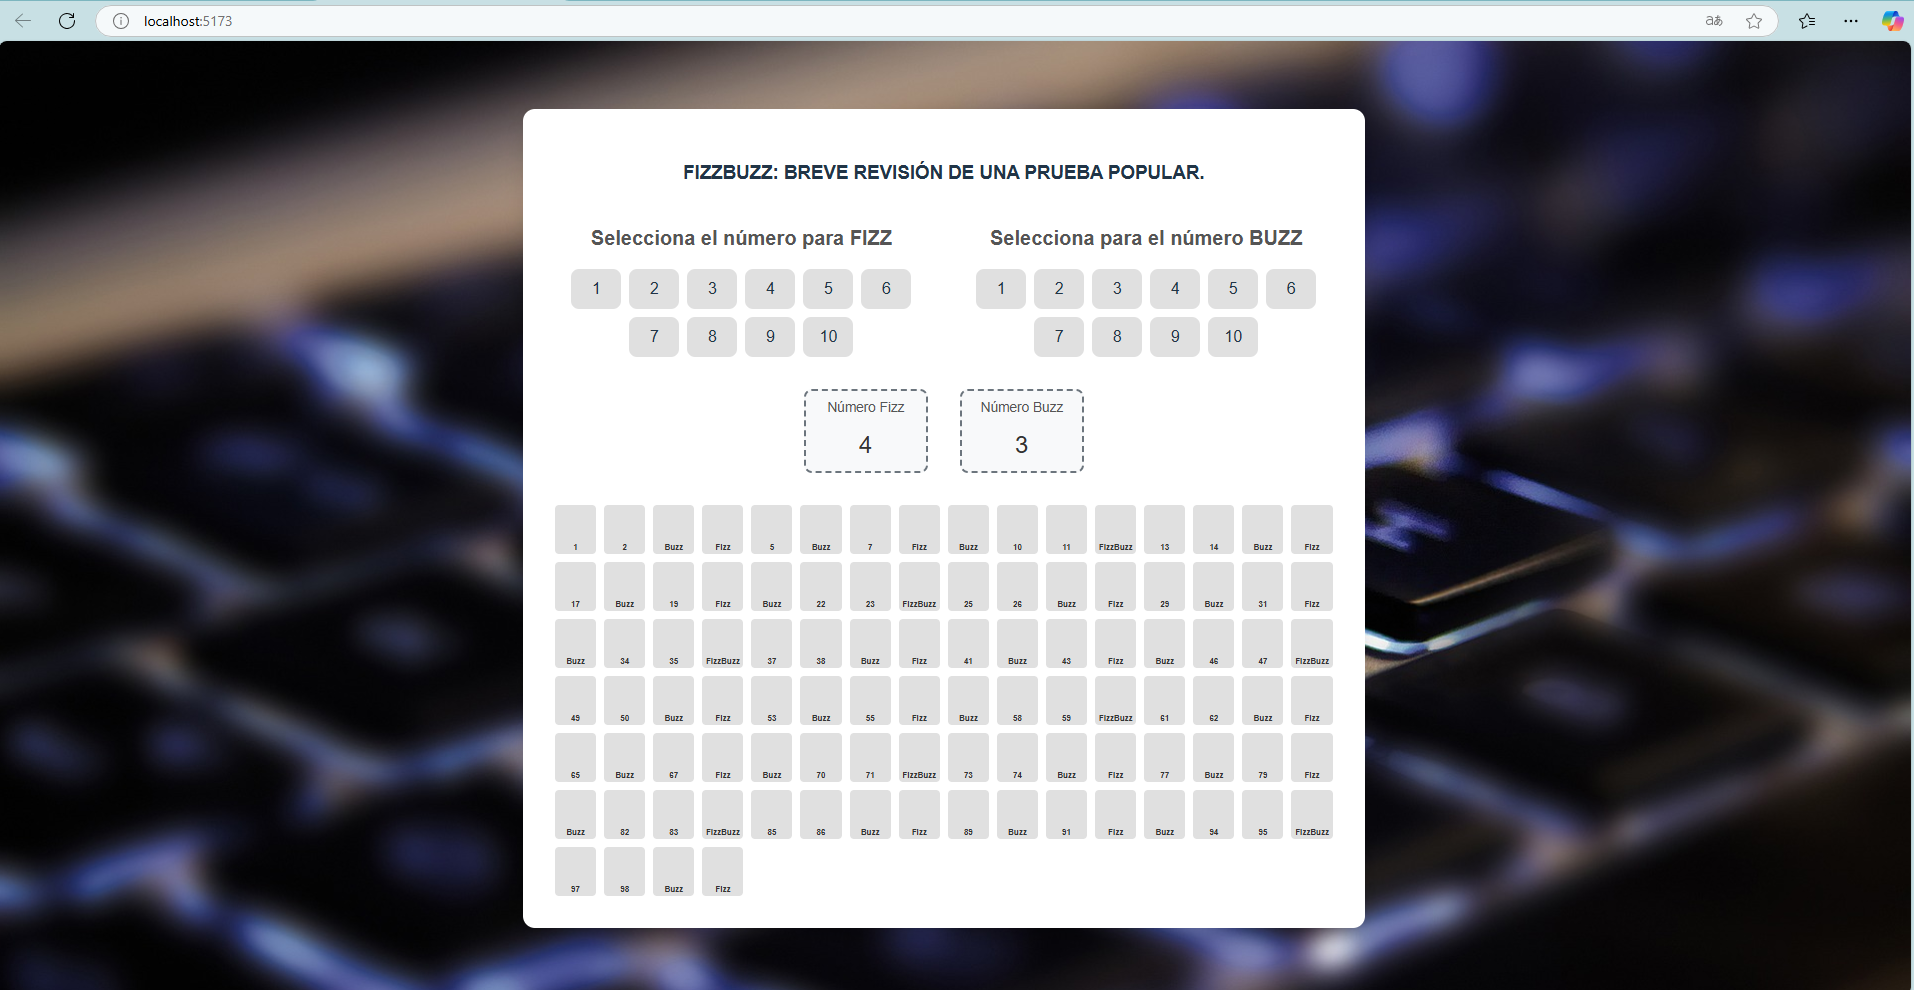 localhost:5173
FIZZBUZZ: BREVE REVISIÓN DE UNA PRUEBA POPULAR.
Selecciona el número para FIZZ
1 2 3 4 5 6
7 8 9 10
Selecciona para el número BUZZ
1 2 3 4 5 6
7 8 9 10
Número Fizz
4
Número Buzz
3
1 2 Buzz Fizz 5 Buzz 7 Fizz Buzz 10 11 FizzBuzz 13 14 Buzz Fizz
17 Buzz 19 Fizz Buzz 22 23 FizzBuzz 25 26 Buzz Fizz 29 Buzz 31 Fizz
Buzz 34 35 FizzBuzz 37 38 Buzz Fizz 41 Buzz 43 Fizz Buzz 46 47 FizzBuzz
49 50 Buzz Fizz 53 Buzz 55 Fizz Buzz 58 59 FizzBuzz 61 62 Buzz Fizz
65 Buzz 67 Fizz Buzz 70 71 FizzBuzz 73 74 Buzz Fizz 77 Buzz 79 Fizz
Buzz 82 83 FizzBuzz 85 86 Buzz Fizz 89 Buzz 91 Fizz Buzz 94 95 FizzBuzz
97 98 Buzz Fizz